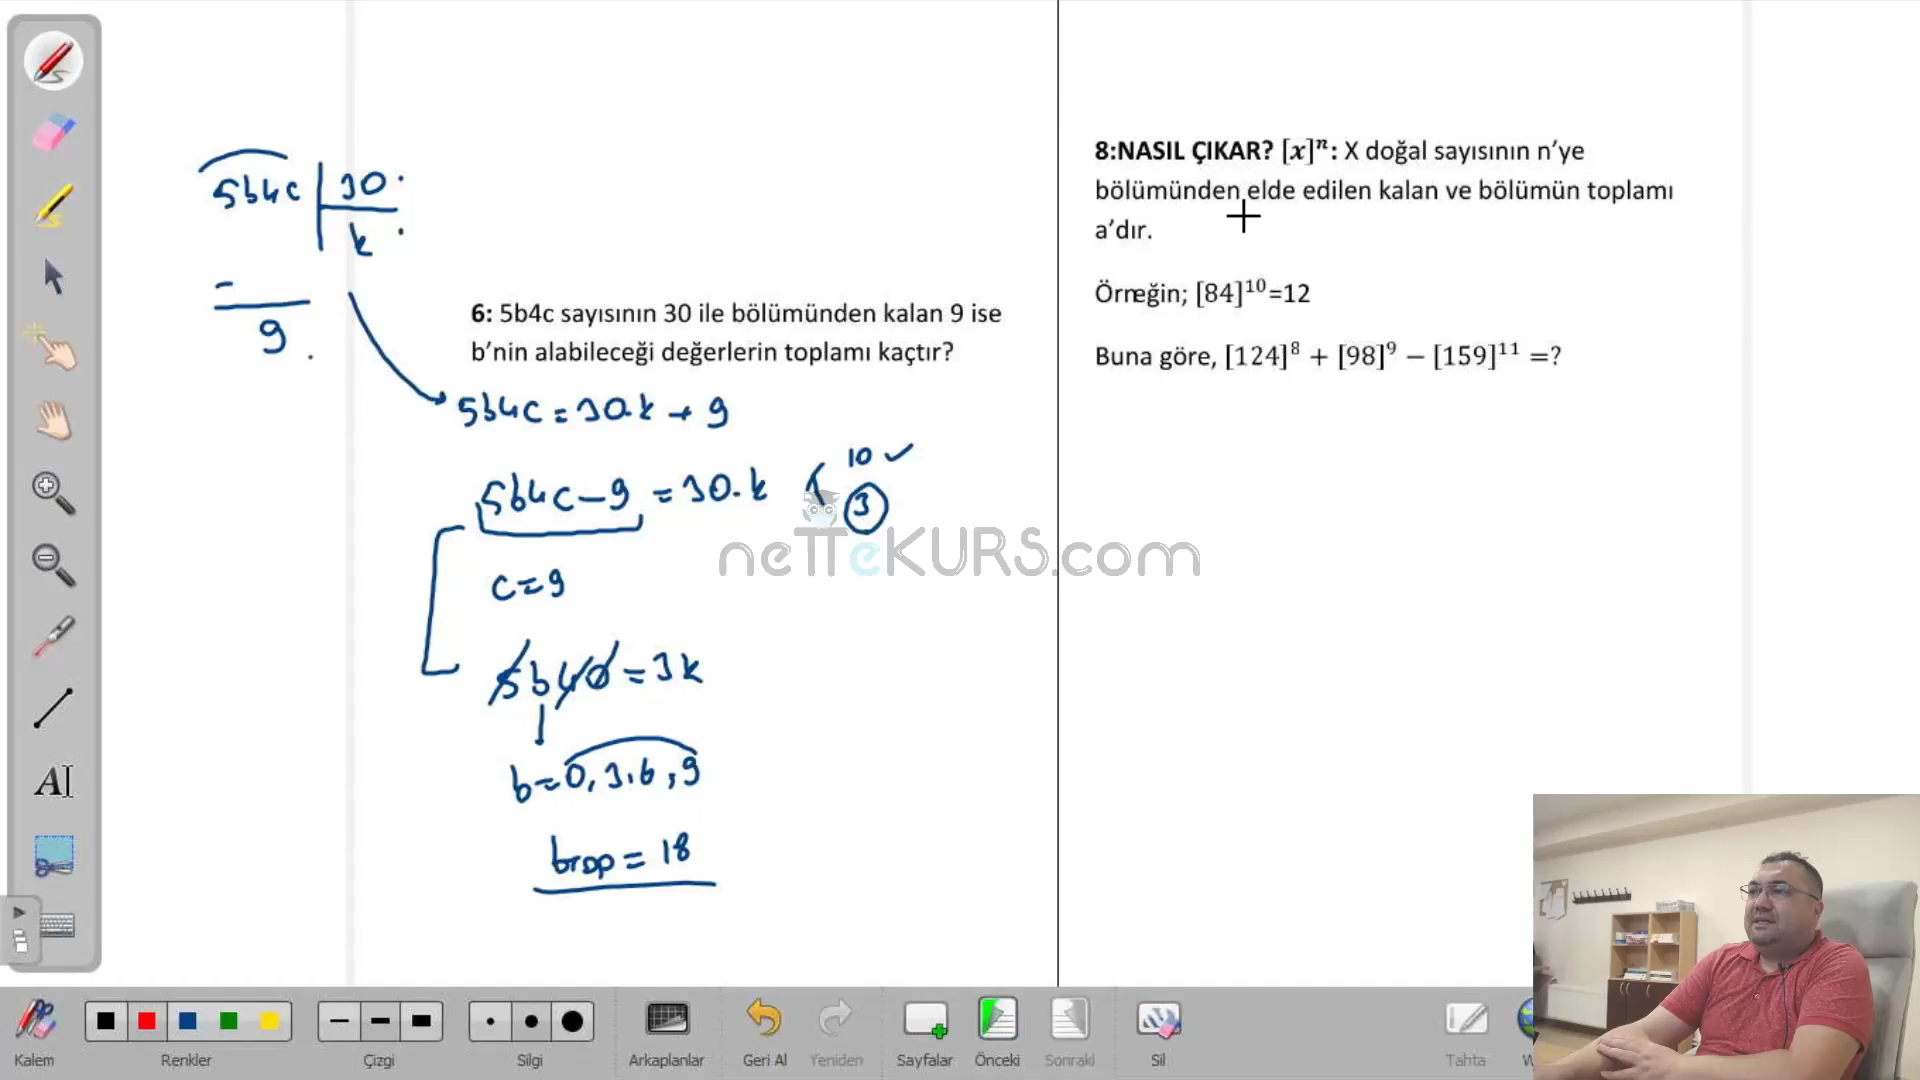 5b4c 30
k
9
6: 5b4c sayısının 30 ile bölümünden kalan 9 ise
b’nin alabileceği değerlerin toplamı kaçtır?
5b4c = 30.k + 9
5b4c - 9 = 30.k
10
3
c = 9
5b40 = 3k
b = 0, 3, 6, 9
bTOP = 18
8:NASIL ÇIKAR? [x]ⁿ: X doğal sayısının n’ye
bölümünden elde edilen kalan ve bölümün toplamı
a’dır.
Örneğin; [84]¹⁰=12
Buna göre, [124]⁸ + [98]⁹ − [159]¹¹ =?
neTTeKURS.com
AI
Kalem
Renkler
Çizgi
Silgi
Arkaplanlar
Geri Al
Yeniden
Sayfalar
Önceki
Sonraki
Sil
Tahta
W